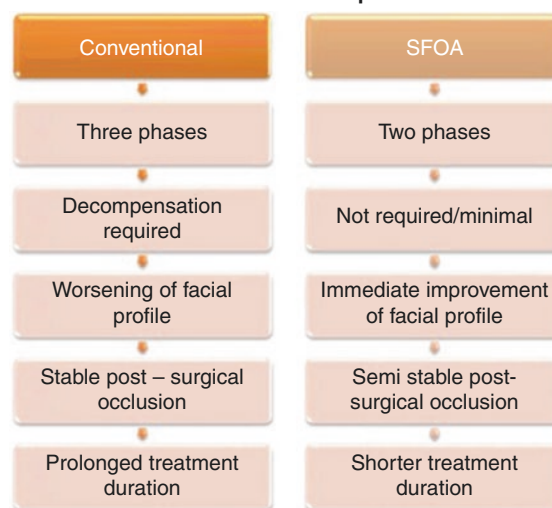 Conventional
Three phases
Decompensation
required
Worsening of facial
profile
Stable post – surgical
occlusion
Prolonged treatment
duration
SFOA
Two phases
Not required/minimal
Immediate improvement
of facial profile
Semi stable post-
surgical occlusion
Shorter treatment
duration